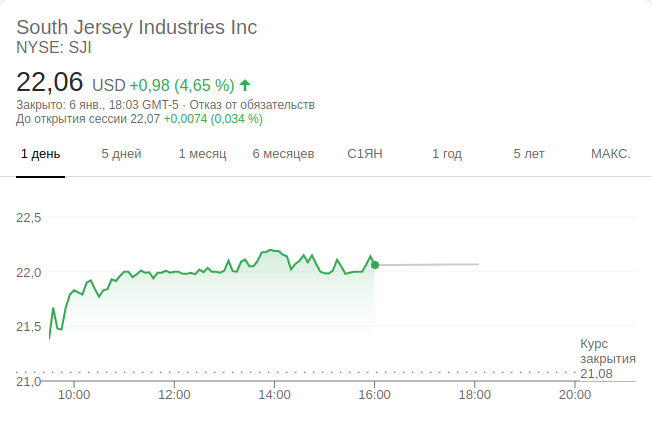 South Jersey Industries Inc
NYSE: SJI
22,06 USD +0,98 (4,65 %)
Закрыто: 6 янв., 18:03 GMT-5 · Отказ от обязательств
До открытия сессии 22,07 +0,0074 (0,034 %)
1 день 5 дней 1 месяц 6 месяцев С1ЯН 1 год 5 лет МАКС.
22,5
22,0
21,5
Курс
закрытия
21,08
21,0
10:00 12:00 14:00 16:00 18:00 20:00